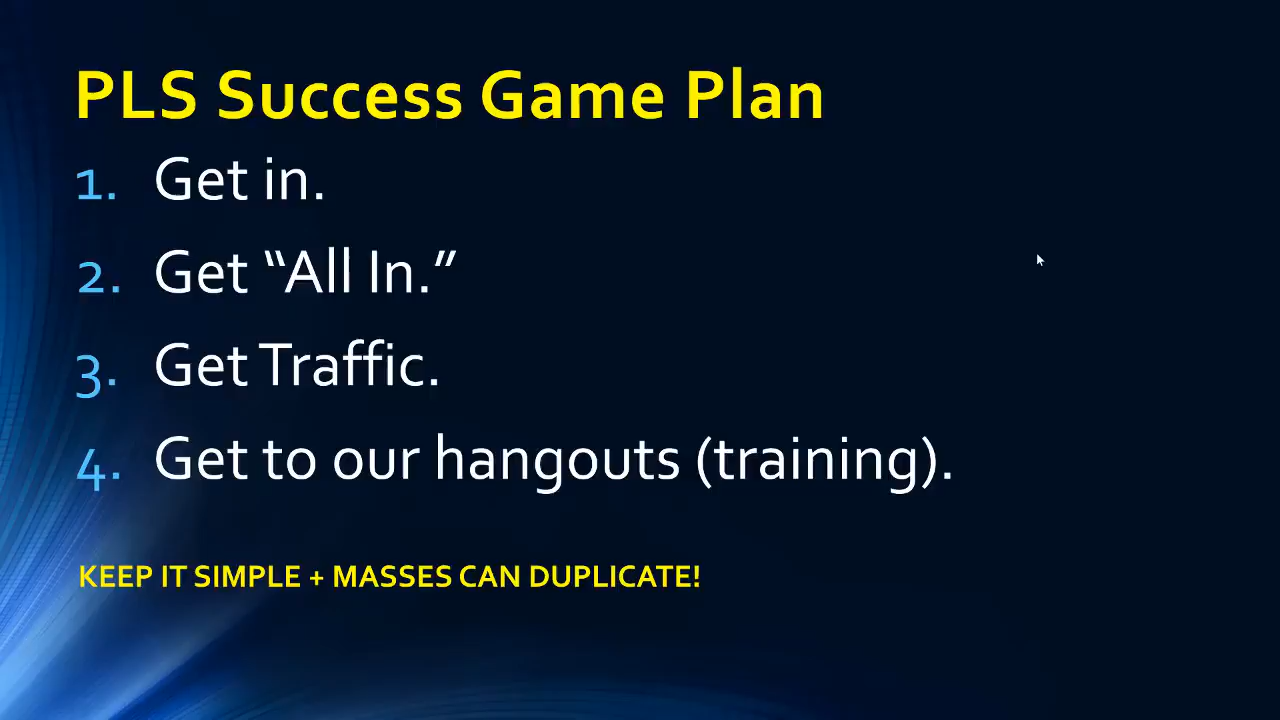 PLS Success Game Plan
1. Get in.
2. Get “All In.”
3. Get Traffic.
4. Get to our hangouts (training).
KEEP IT SIMPLE + MASSES CAN DUPLICATE!